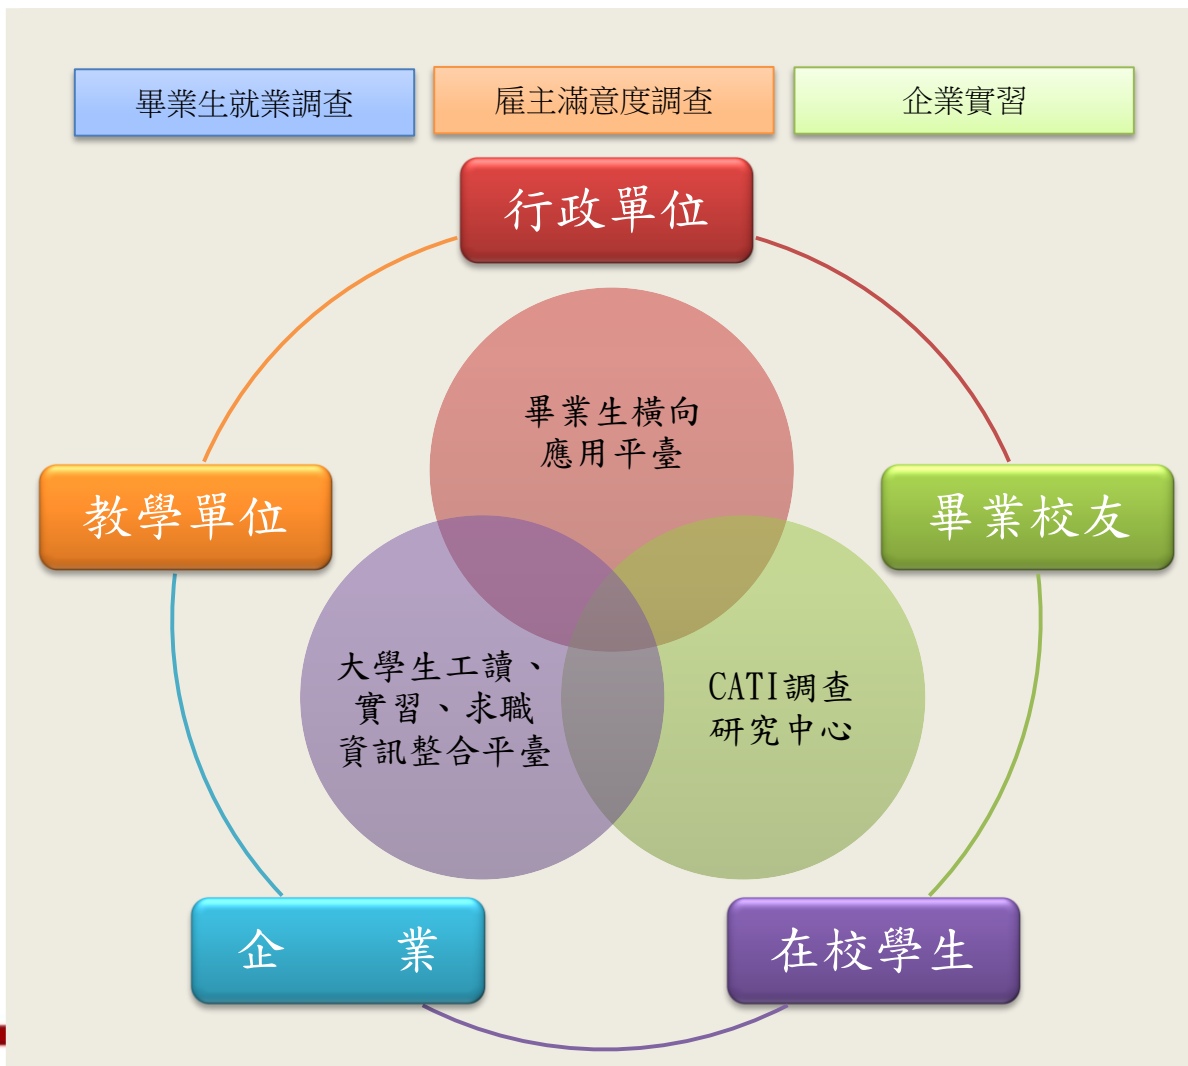 畢業生就業調查
雇主滿意度調查
企業實習
行政單位
畢業生橫向
應用平臺
教學單位
畢業校友
大學生工讀、
實習、求職
資訊整合平臺
CATI調查
研究中心
企　　業
在校學生